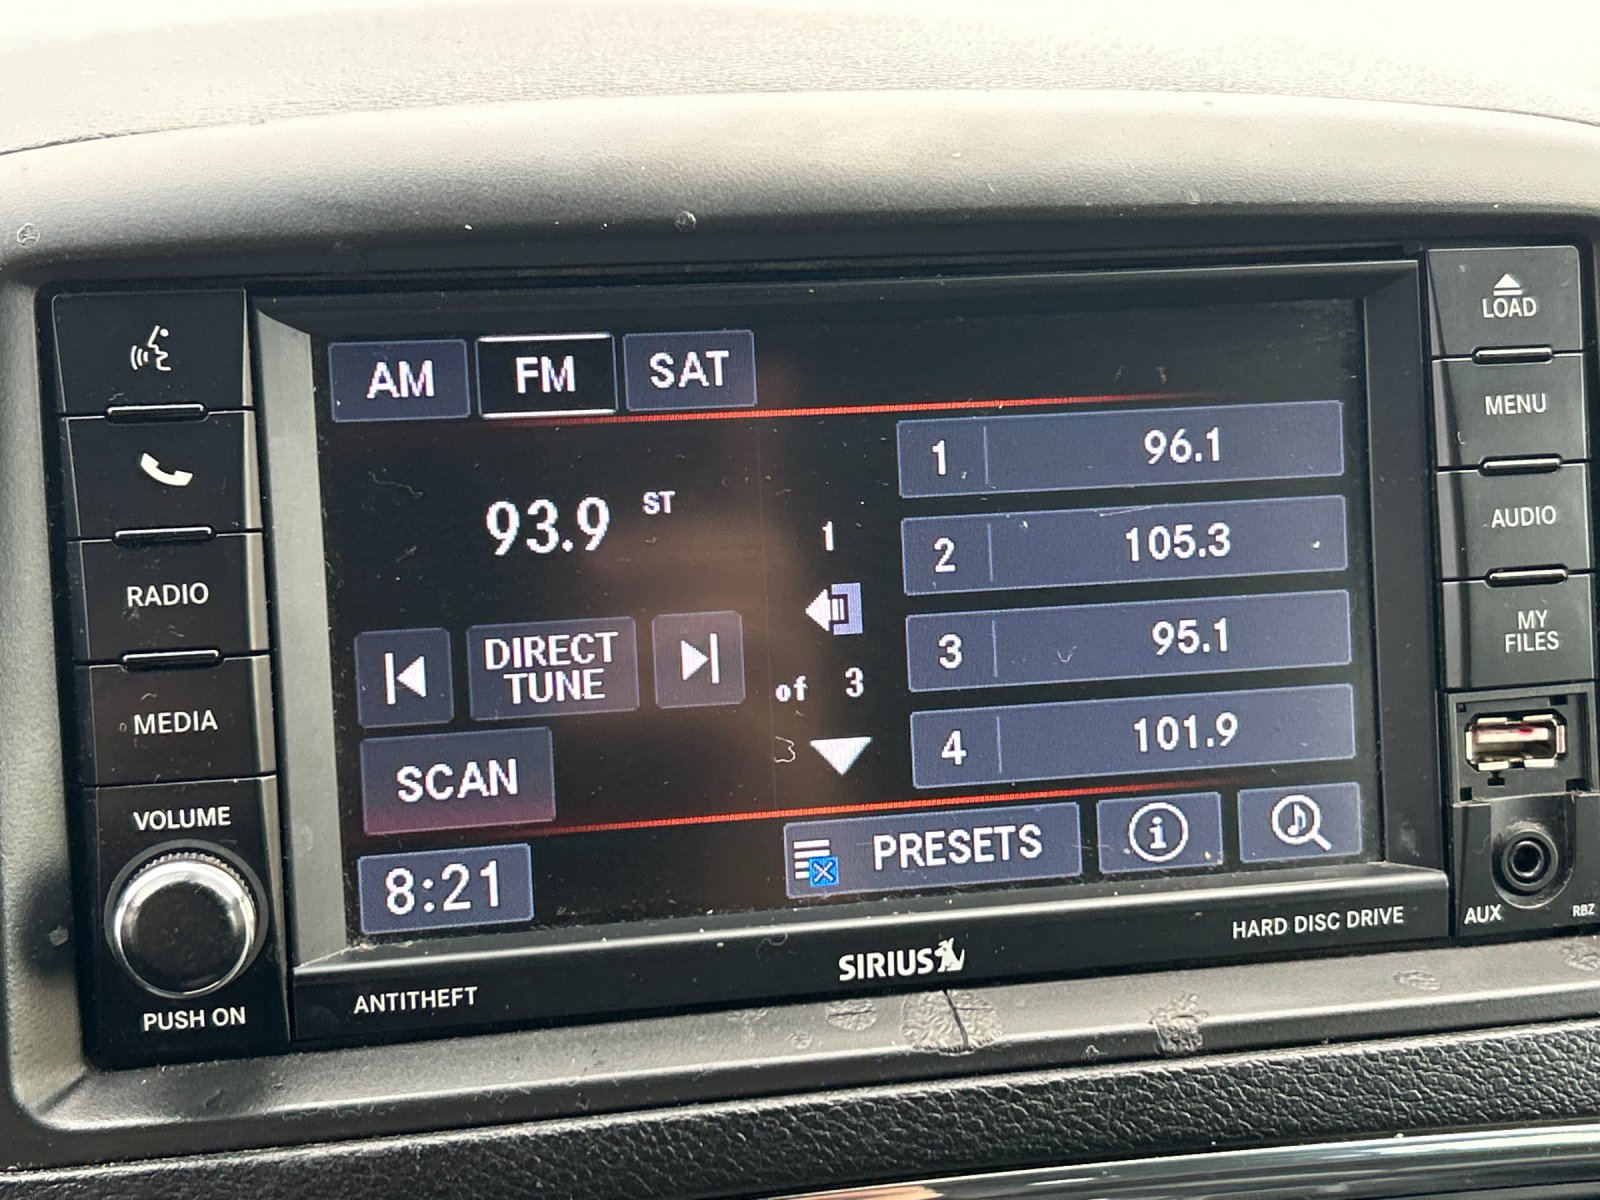 AM FM SAT
93.9 ST
1
of 3
DIRECT
TUNE
SCAN
8:21
1 96.1
2 105.3
3 95.1
4 101.9
PRESETS
i
RADIO
MEDIA
VOLUME
PUSH ON
ANTITHEFT
SIRIUS
HARD DISC DRIVE
LOAD
MENU
AUDIO
MY
FILES
AUX
RBZ